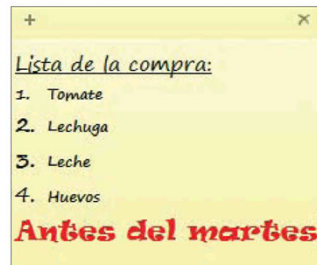 Lista de la compra:
1. Tomate
2. Lechuga
3. Leche
4. Huevos
Antes del martes